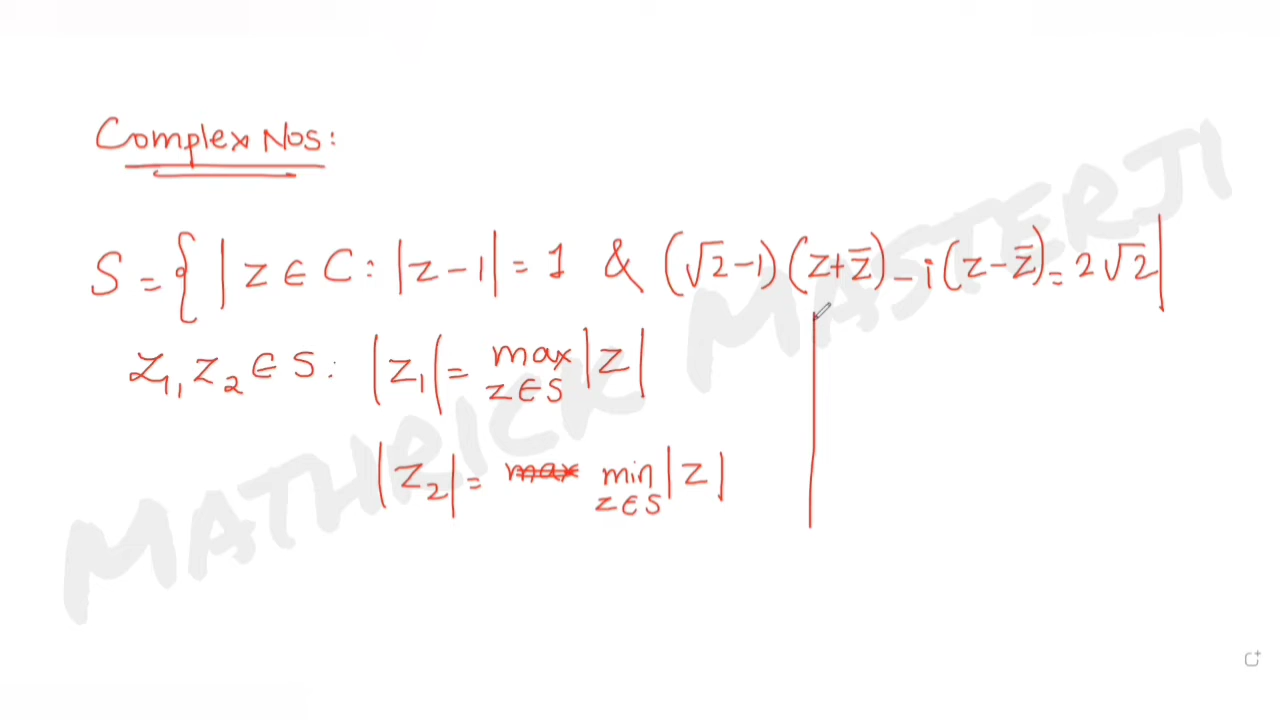 Complex Nos:
S = { | z ∈ C : |z - 1| = 1 & (√2 - 1)(z + z̄) - i(z - z̄) = 2√2 |
z₁, z₂ ∈ S : |z₁| = max |z|
z ∈ S
|z₂| = max min |z|
z ∈ S
MATHRICK MASTERJI